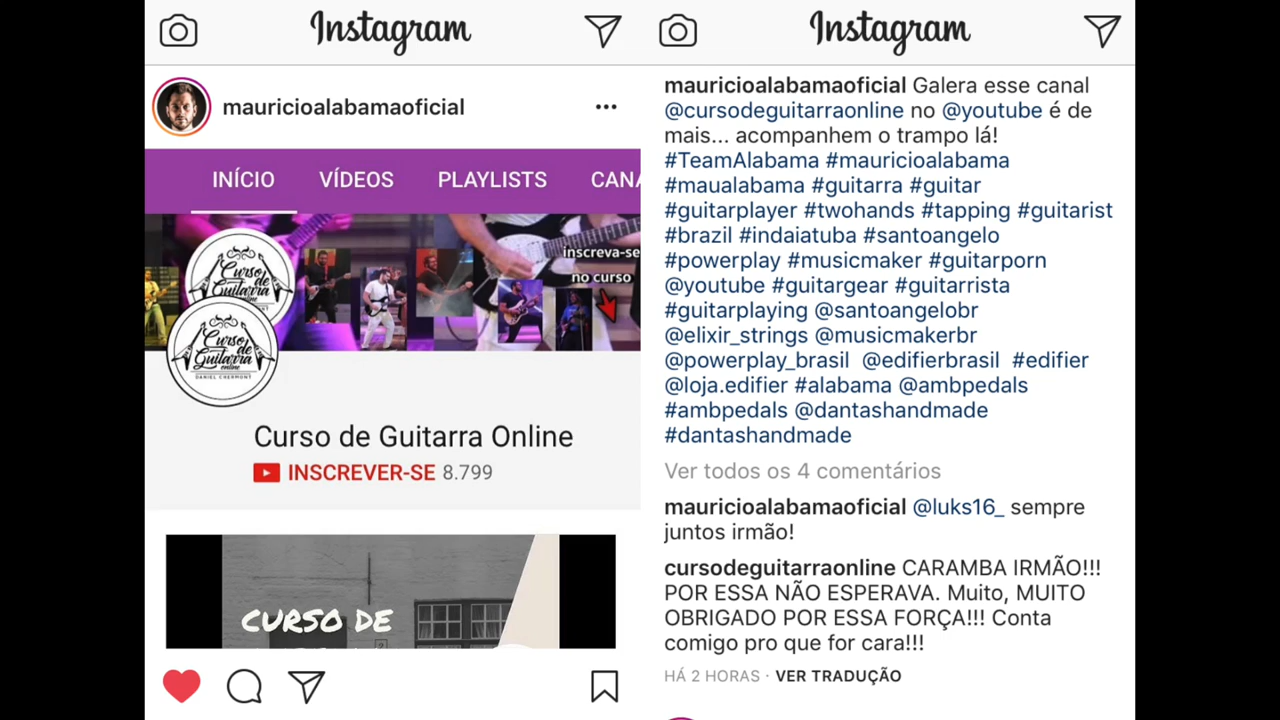 Instagram
mauricioalabamaoficial
INÍCIO VÍDEOS PLAYLISTS CANA
inscreva-se
no curso
Curso
de
Guitarra
Curso
de
Guitarra
online
DANIEL CHERMONT
Curso de Guitarra Online
INSCREVER-SE 8.799
CURSO DE
Instagram
mauricioalabamaoficial Galera esse canal
@cursodeguitarraonline no @youtube é de
mais... acompanhem o trampo lá!
#TeamAlabama #mauricioalabama
#maualabama #guitarra #guitar
#guitarplayer #twohands #tapping #guitarist
#brazil #indaiatuba #santoangelo
#powerplay #musicmaker #guitarporn
@youtube #guitargear #guitarrista
#guitarplaying @santoangelobr
@elixir_strings @musicmakerbr
@powerplay_brasil @edifierbrasil #edifier
@loja.edifier #alabama @ambpedals
#ambpedals @dantashandmade
#dantashandmade
Ver todos os 4 comentários
mauricioalabamaoficial @luks16_ sempre
juntos irmão!
cursodeguitarraonline CARAMBA IRMÃO!!!
POR ESSA NÃO ESPERAVA. Muito, MUITO
OBRIGADO POR ESSA FORÇA!!! Conta
comigo pro que for cara!!!
HÁ 2 HORAS · VER TRADUÇÃO